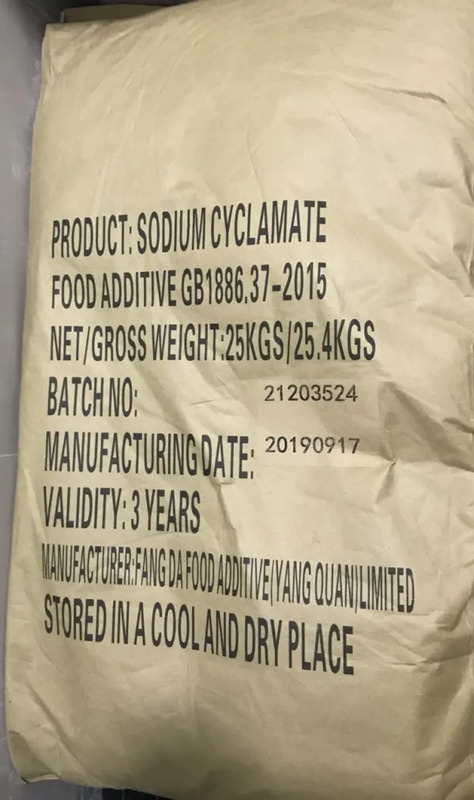 PRODUCT: SODIUM CYCLAMATE
FOOD ADDITIVE GB1886.37-2015
NET/GROSS WEIGHT:25KGS/25.4KGS
BATCH NO: 21203524
MANUFACTURING DATE: 20190917
VALIDITY: 3 YEARS
MANUFACTURER:FANG DA FOOD ADDITIVE(YANG QUAN)LIMITED
STORED IN A COOL AND DRY PLACE